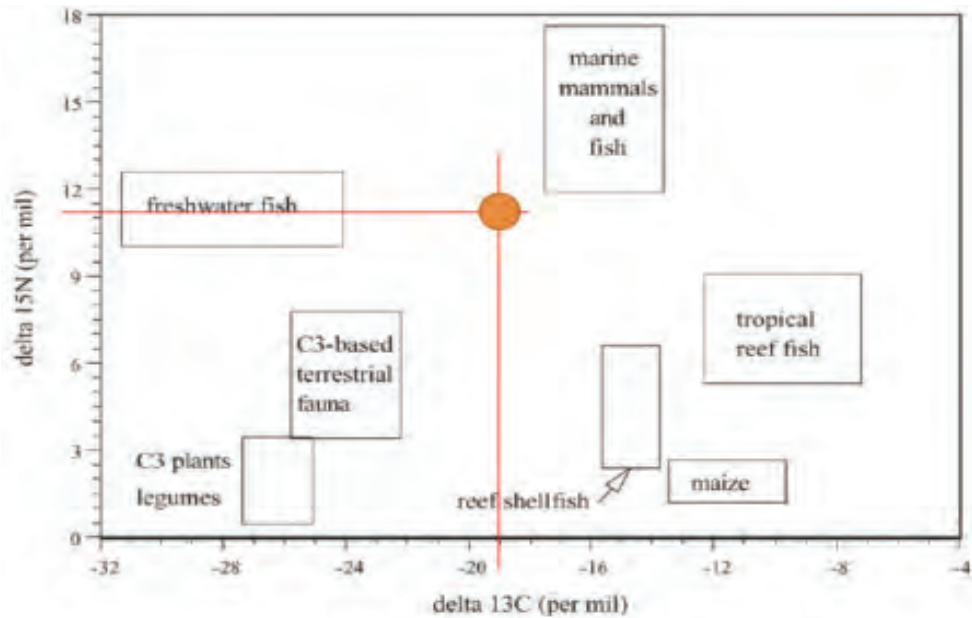 18
15
12
9
6
3
0
delta 15N (per mil)
marine
mammals
and
fish
freshwater fish
C3-based
terrestrial
fauna
tropical
reef fish
C3 plants
legumes
reef shellfish
maize
-32
-28
-24
-20
-16
-12
-8
-4
delta 13C (per mil)